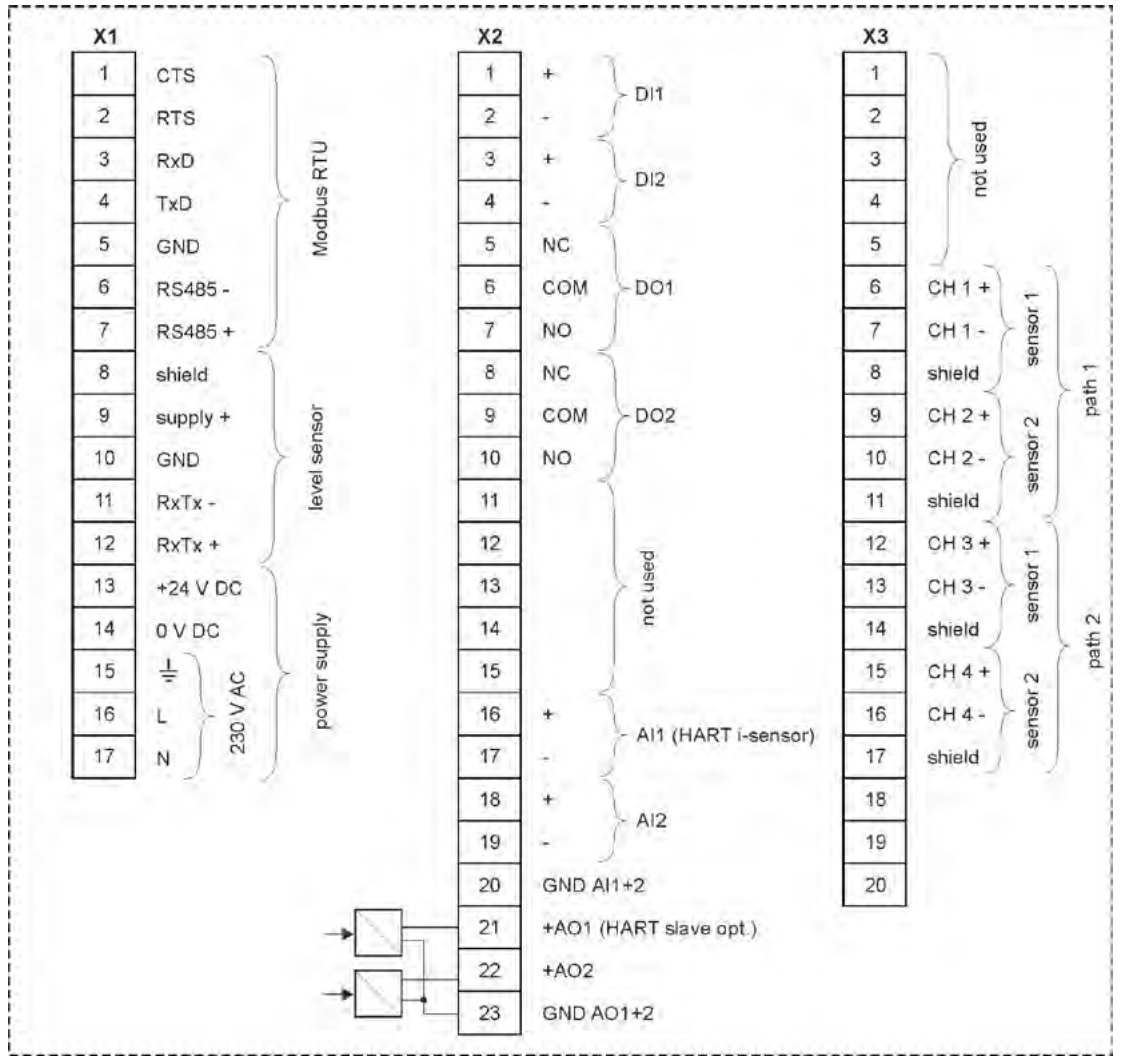 X1
1 CTS
2 RTS
3 RxD
4 TxD
5 GND
6 RS485 -
7 RS485 +
Modbus RTU
8 shield
9 supply +
10 GND
11 RxTx -
12 RxTx +
level sensor
13 +24 V DC
14 0 V DC
15
16 L
17 N
230 V AC
power supply
X2
1 +
2 -
DI1
3 +
4 -
DI2
5 NC
6 COM
7 NO
DO1
8 NC
9 COM
10 NO
DO2
11
12
13
14
15
not used
16 +
17 -
AI1 (HART i-sensor)
18 +
19 -
AI2
20 GND AI1+2
21 +AO1 (HART slave opt.)
22 +AO2
23 GND AO1+2
X3
1
2
3
4
5
not used
6 CH 1 +
7 CH 1 -
8 shield
sensor 1
9 CH 2 +
10 CH 2 -
11 shield
sensor 2
path 1
12 CH 3 +
13 CH 3 -
14 shield
sensor 1
15 CH 4 +
16 CH 4 -
17 shield
sensor 2
path 2
18
19
20